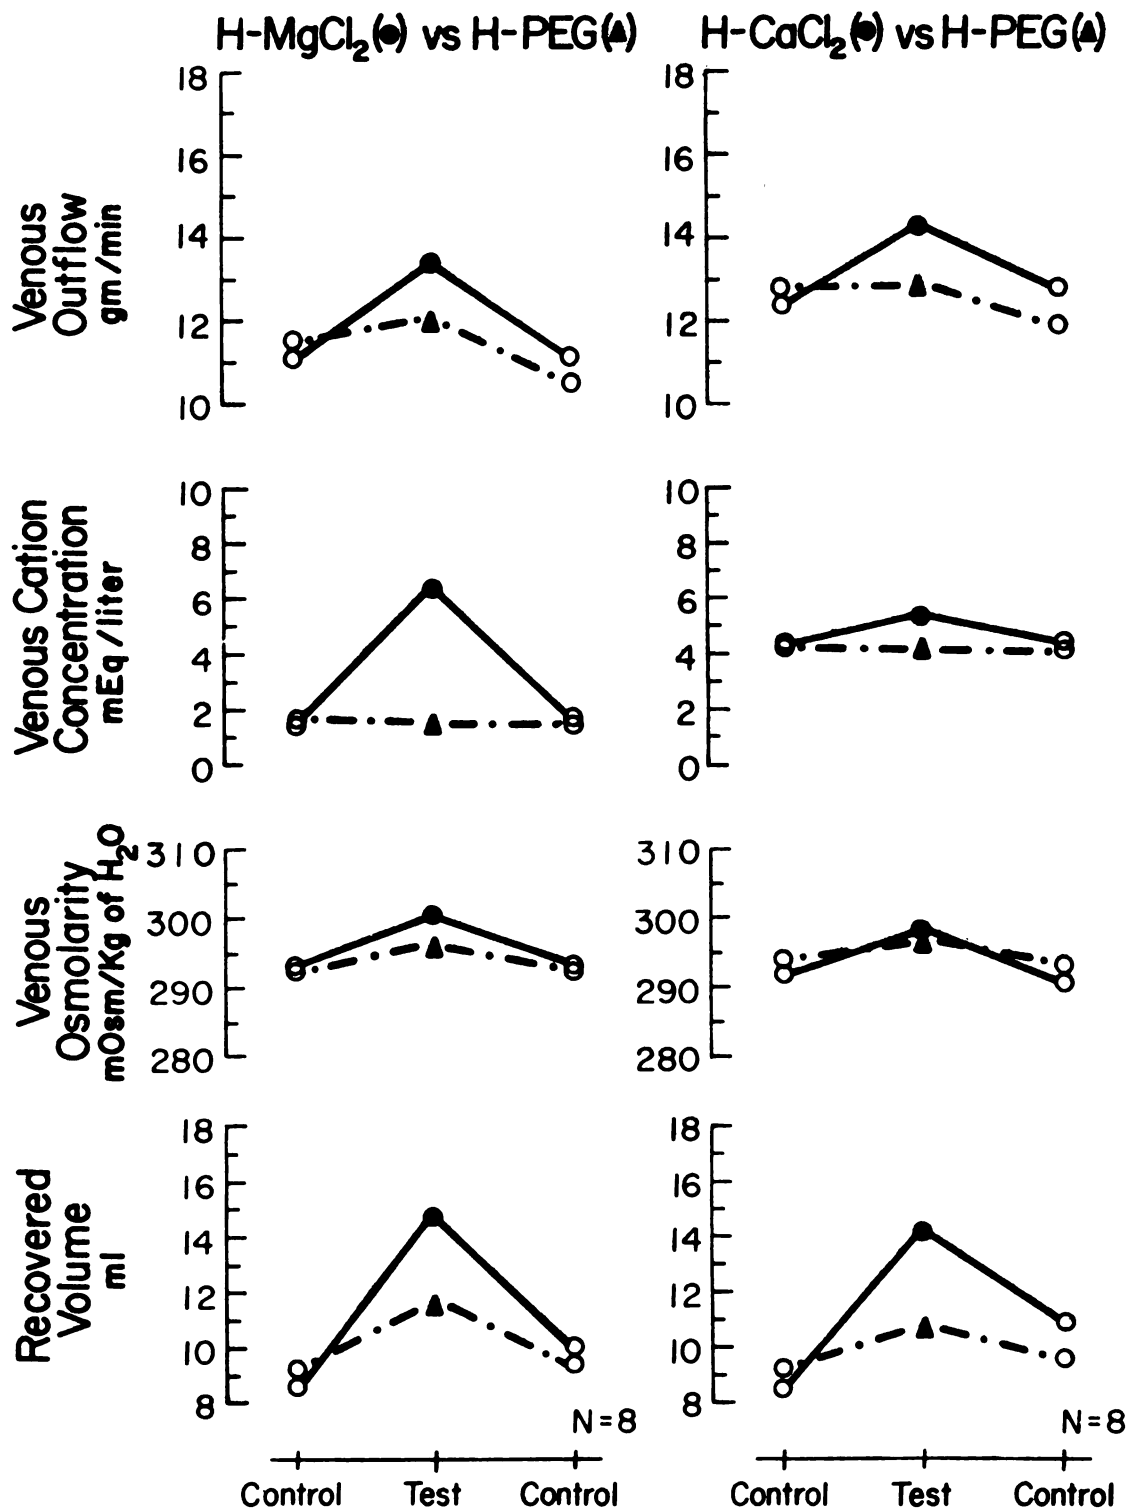 H-MgCl2(●) vs H-PEG(▲)
H-CaCl2(●) vs H-PEG(▲)
Venous
Outflow
gm/min
18
16
14
12
10
18
16
14
12
10
Venous Cation
Concentration
mEq/liter
10
8
6
4
2
0
10
8
6
4
2
0
Venous
Osmolarity
mOsm/Kg of H2O
310
300
290
280
310
300
290
280
Recovered
Volume
ml
18
16
14
12
10
8
18
16
14
12
10
8
N=8
N=8
Control Test Control
Control Test Control